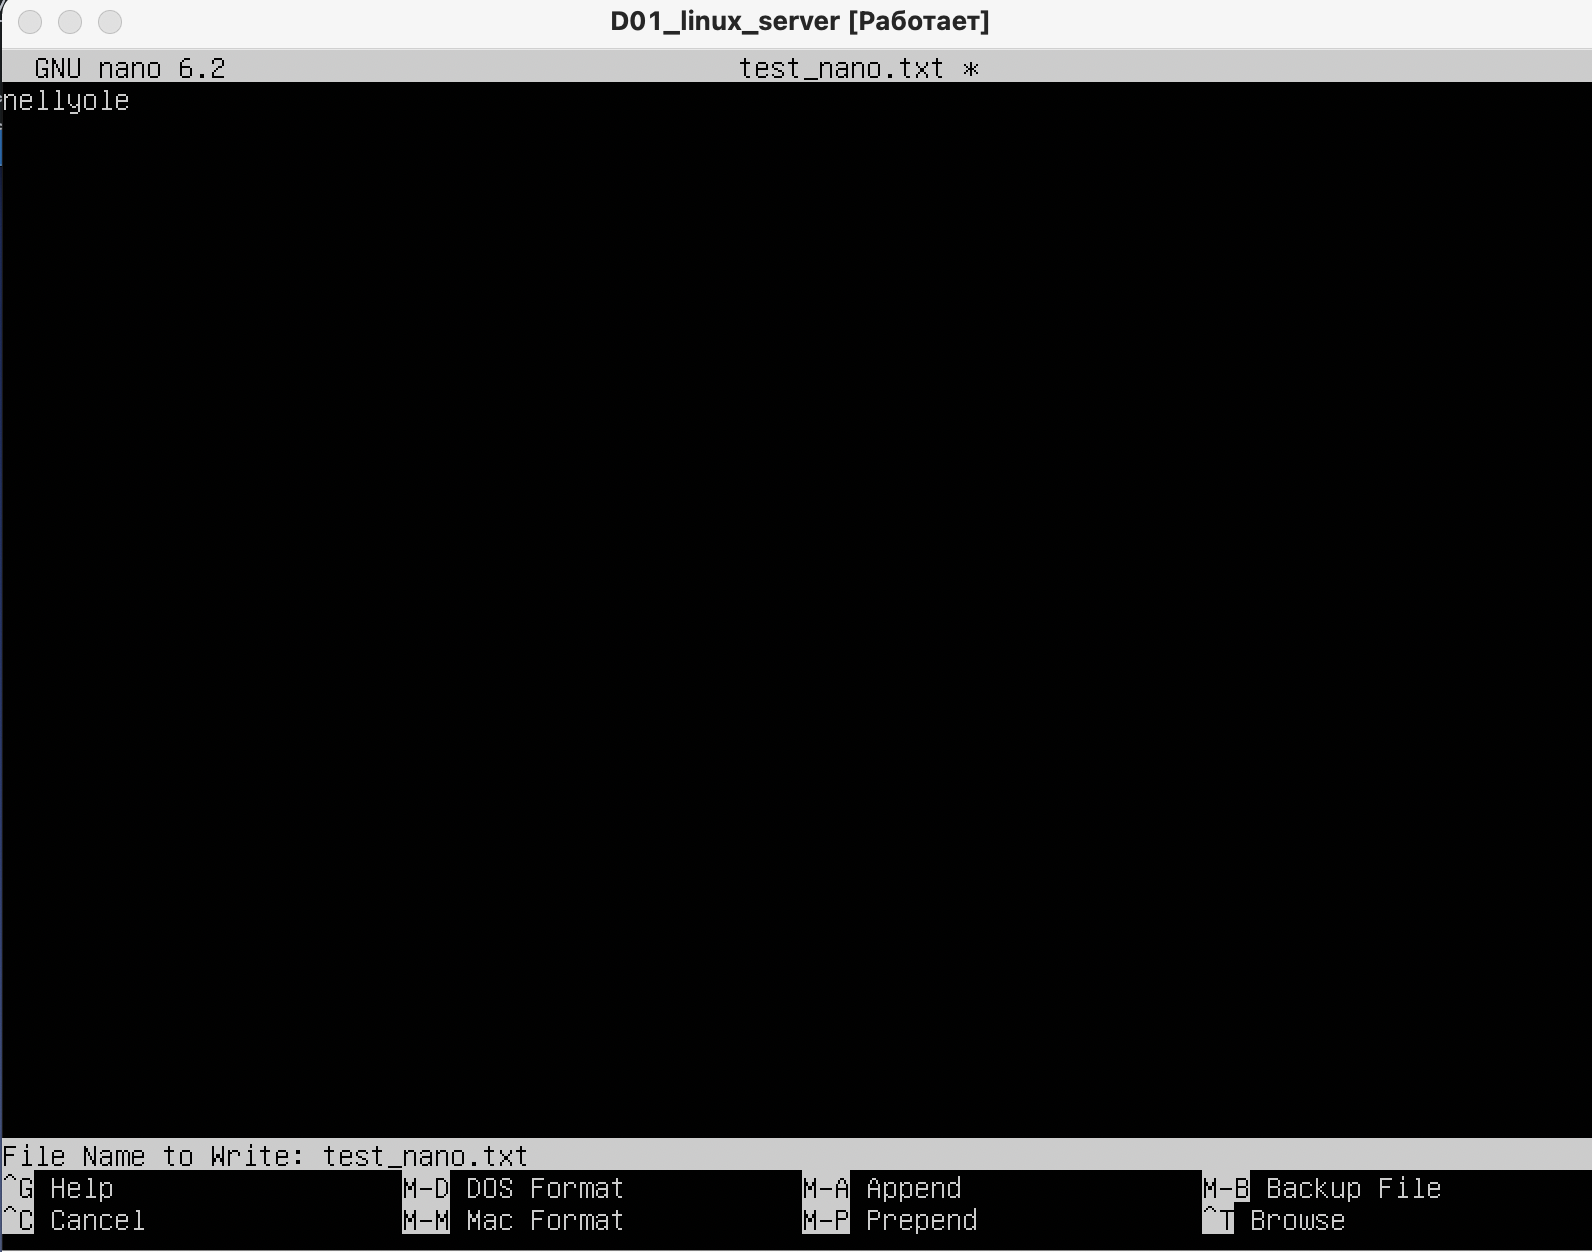 D01_linux_server [Работает]
GNU nano 6.2 test_nano.txt *
nellyole
File Name to Write: test_nano.txt
^G Help M-D DOS Format M-A Append M-B Backup File
^C Cancel M-M Mac Format M-P Prepend ^T Browse